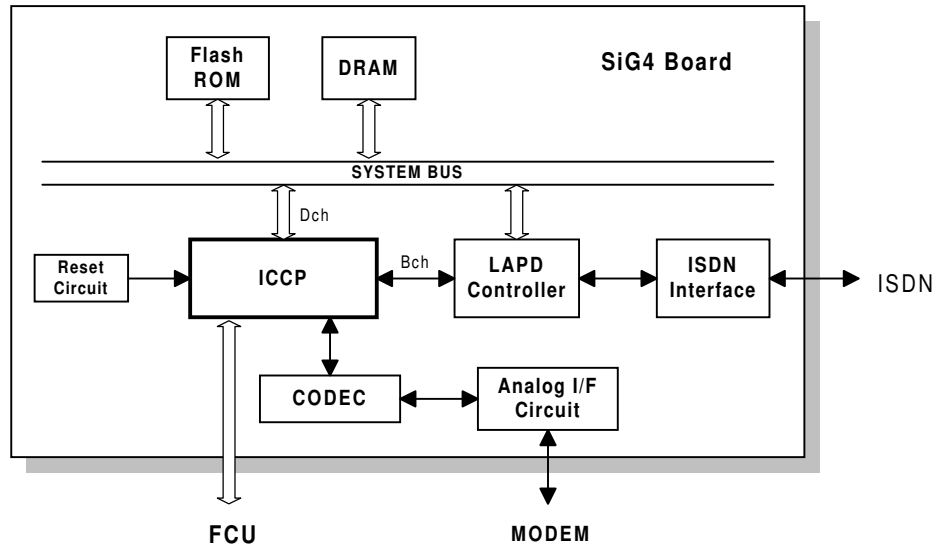 Flash
ROM
DRAM
SiG4 Board
SYSTEM BUS
Dch
Reset
Circuit
ICCP
Bch
LAPD
Controller
ISDN
Interface
ISDN
CODEC
Analog I/F
Circuit
FCU
MODEM